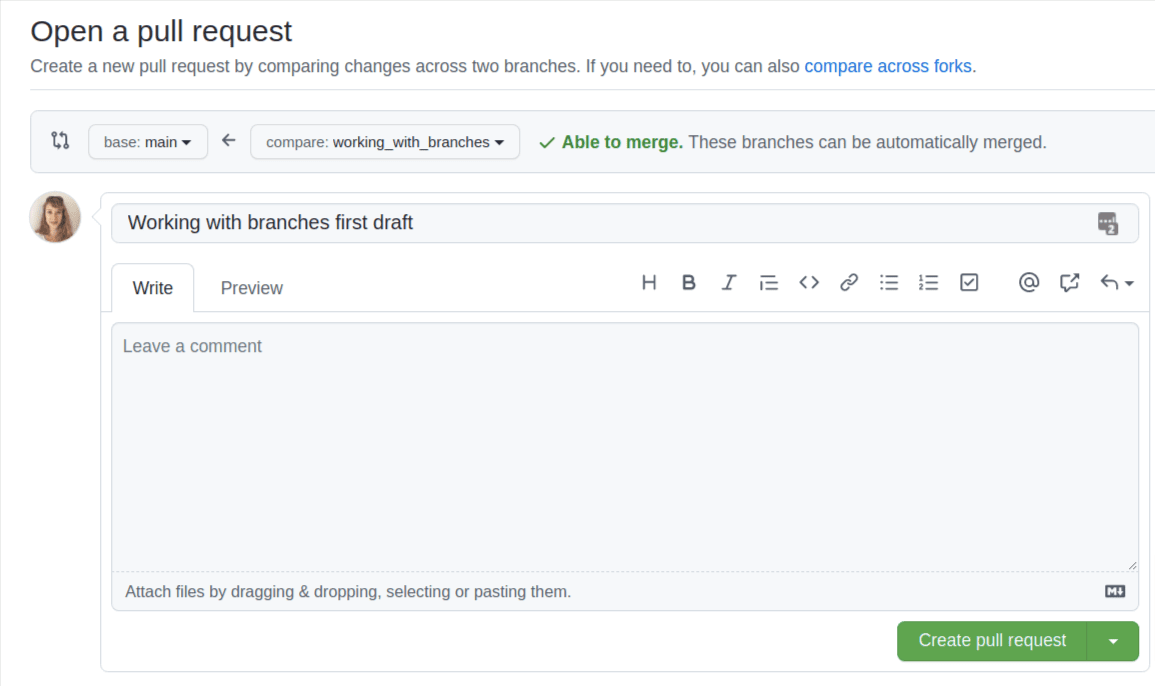 Open a pull request
Create a new pull request by comparing changes across two branches. If you need to, you can also compare across forks.
base: main
compare: working_with_branches
Able to merge. These branches can be automatically merged.
Working with branches first draft
2
Write
Preview
H B I
1
2
@
Leave a comment
Attach files by dragging & dropping, selecting or pasting them.
M
Create pull request